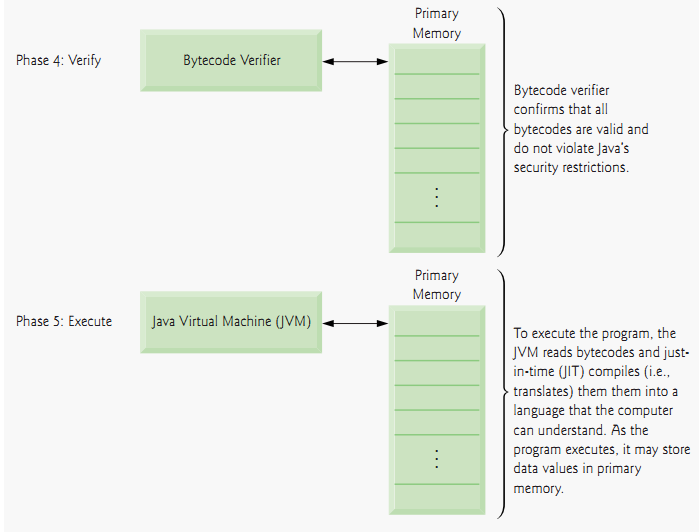 Primary
Memory
Phase 4: Verify
Bytecode Verifier
Bytecode verifier
confirms that all
bytecodes are valid and
do not violate Java's
security restrictions.
Primary
Memory
Phase 5: Execute
Java Virtual Machine (JVM)
To execute the program, the
JVM reads bytecodes and just-
in-time (JIT) compiles (i.e.,
translates) them them into a
language that the computer
can understand. As the
program executes, it may store
data values in primary
memory.